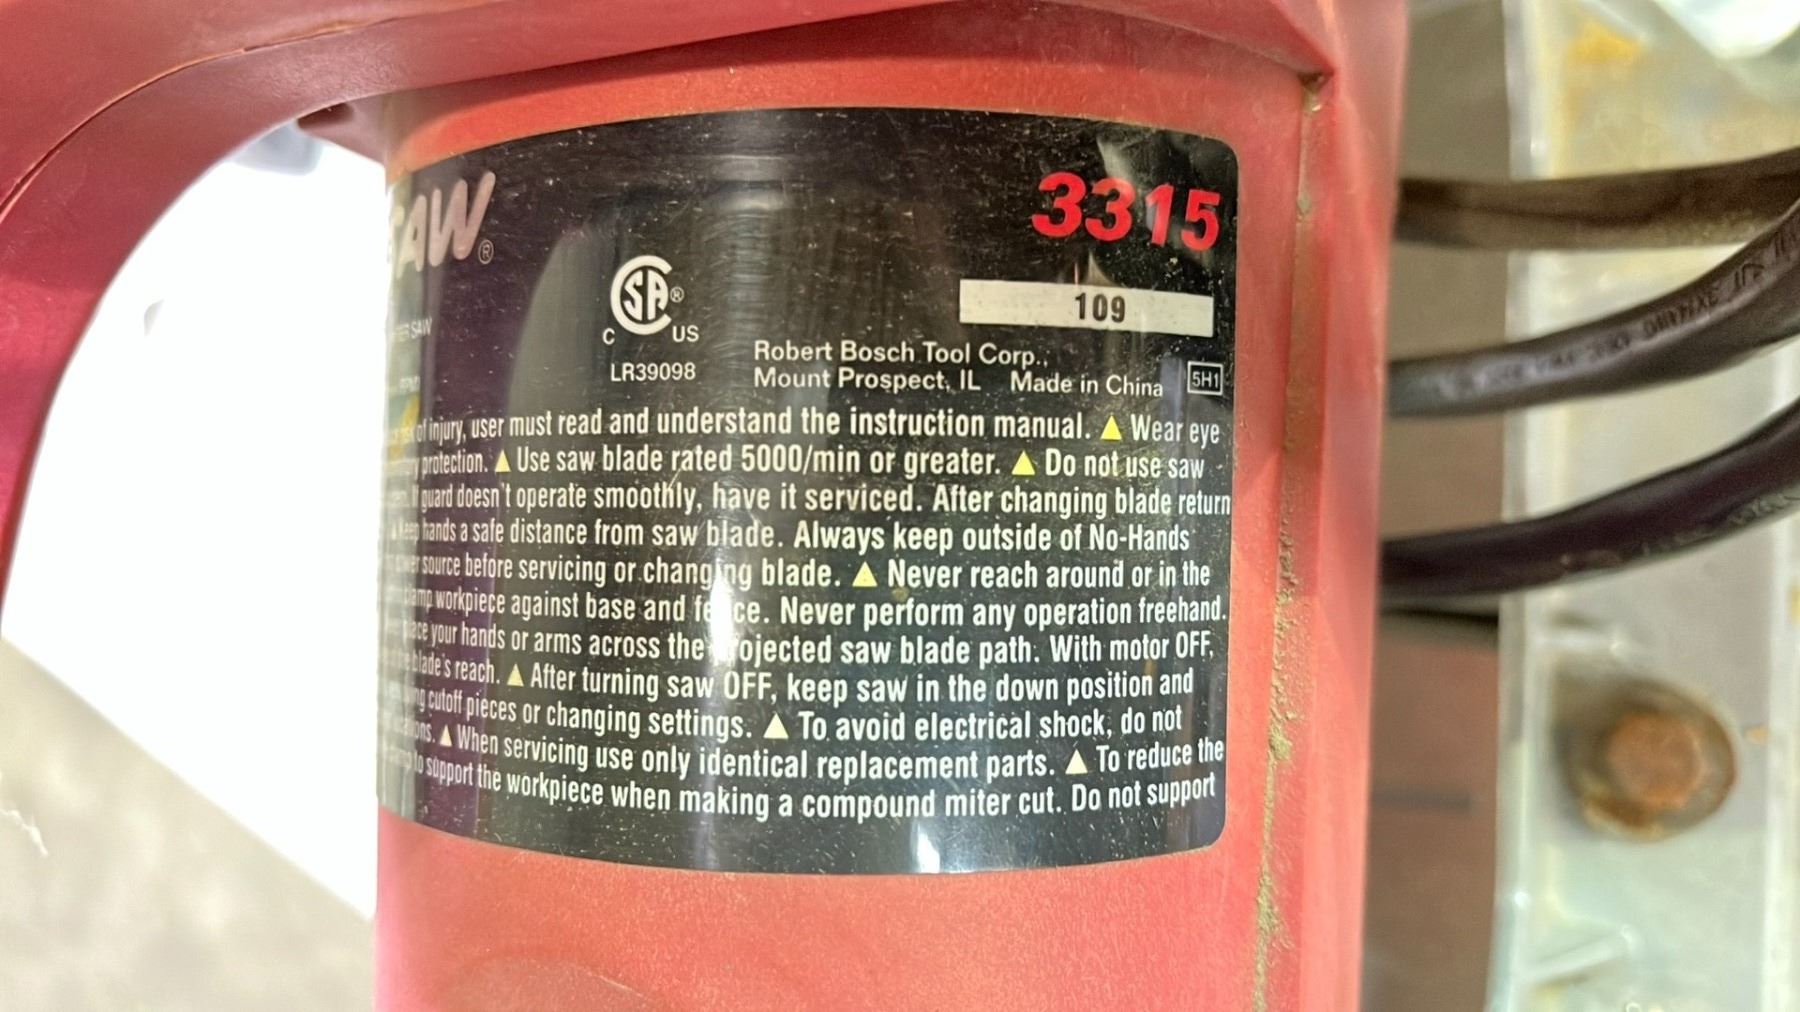 SAW®
3315
CSA®
C US
109
LR39098
Robert Bosch Tool Corp.,
Mount Prospect, IL Made in China 5H1
of injury, user must read and understand the instruction manual. ▲ Wear eye
protection. ▲ Use saw blade rated 5000/min or greater. ▲ Do not use saw
If guard doesn't operate smoothly, have it serviced. After changing blade return
▲ Keep hands a safe distance from saw blade. Always keep outside of No-Hands
source before servicing or changing blade. ▲ Never reach around or in the
workpiece against base and fence. Never perform any operation freehand.
your hands or arms across the projected saw blade path. With motor OFF,
blade's reach. ▲ After turning saw OFF, keep saw in the down position and
cutoff pieces or changing settings. ▲ To avoid electrical shock, do not
▲ When servicing use only identical replacement parts. ▲ To reduce the
to support the workpiece when making a compound miter cut. Do not support